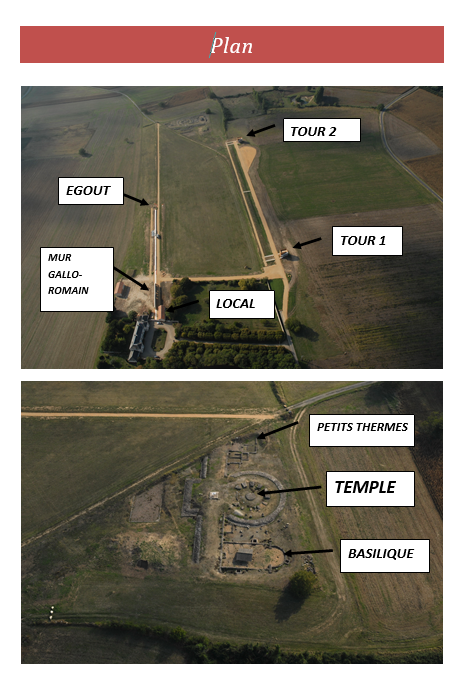 Plan
TOUR 2
EGOUT
TOUR 1
MUR
GALLO-
ROMAIN
LOCAL
PETITS THERMES
TEMPLE
BASILIQUE